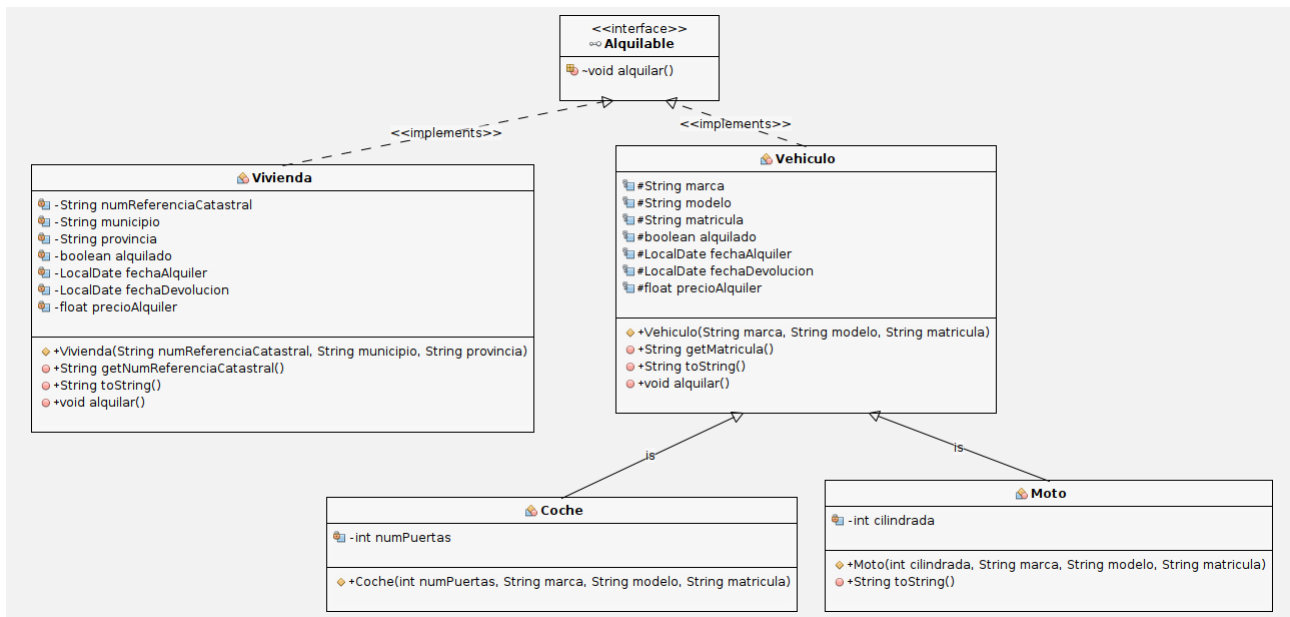 <<interface>>
Alquilable
~void alquilar()
<<implements>>
<<implements>>
Vivienda
-String numReferenciaCatastral
-String municipio
-String provincia
-boolean alquilado
-LocalDate fechaAlquiler
-LocalDate fechaDevolucion
-float precioAlquiler
+Vivienda(String numReferenciaCatastral, String municipio, String provincia)
+String getNumReferenciaCatastral()
+String toString()
+void alquilar()
Vehiculo
#String marca
#String modelo
#String matricula
#boolean alquilado
#LocalDate fechaAlquiler
#LocalDate fechaDevolucion
#float precioAlquiler
+Vehiculo(String marca, String modelo, String matricula)
+String getMatricula()
+String toString()
+void alquilar()
is
is
Coche
-int numPuertas
+Coche(int numPuertas, String marca, String modelo, String matricula)
Moto
-int cilindrada
+Moto(int cilindrada, String marca, String modelo, String matricula)
+String toString()